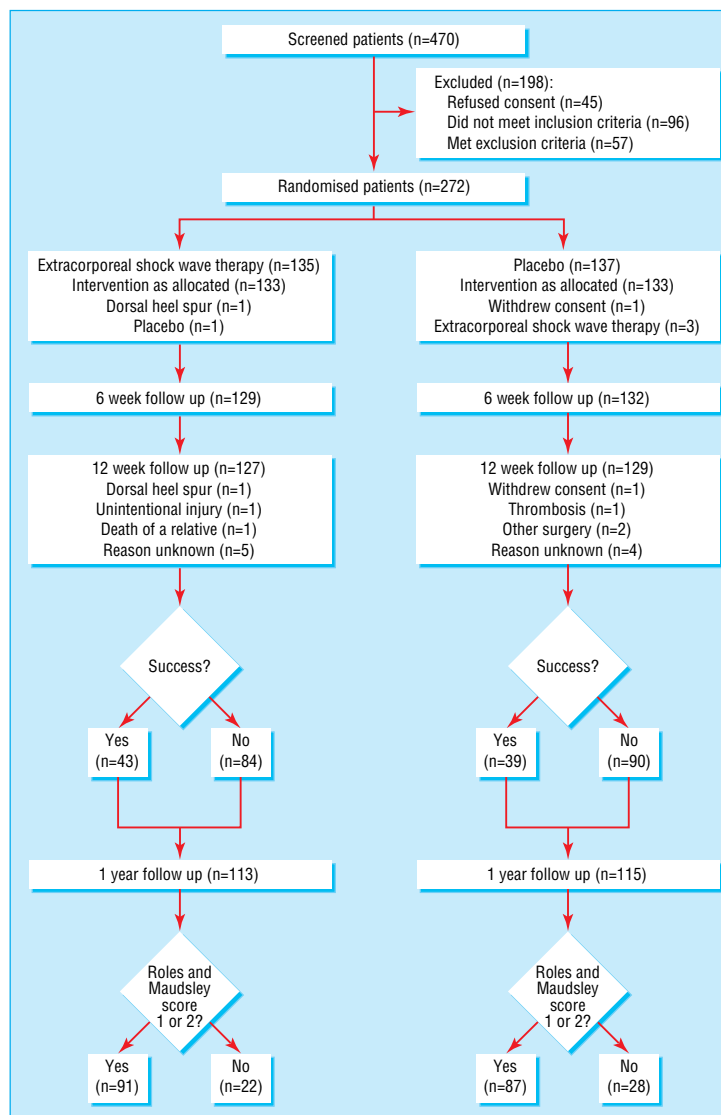 Screened patients (n=470)
Excluded (n=198):
Refused consent (n=45)
Did not meet inclusion criteria (n=96)
Met exclusion criteria (n=57)
Randomised patients (n=272)
Extracorporeal shock wave therapy (n=135)
Intervention as allocated (n=133)
Dorsal heel spur (n=1)
Placebo (n=1)
Placebo (n=137)
Intervention as allocated (n=133)
Withdrew consent (n=1)
Extracorporeal shock wave therapy (n=3)
6 week follow up (n=129)
6 week follow up (n=132)
12 week follow up (n=127)
Dorsal heel spur (n=1)
Unintentional injury (n=1)
Death of a relative (n=1)
Reason unknown (n=5)
12 week follow up (n=129)
Withdrew consent (n=1)
Thrombosis (n=1)
Other surgery (n=2)
Reason unknown (n=4)
Success?
Success?
Yes
(n=43)
No
(n=84)
Yes
(n=39)
No
(n=90)
1 year follow up (n=113)
1 year follow up (n=115)
Roles and
Maudsley
score
1 or 2?
Roles and
Maudsley
score
1 or 2?
Yes
(n=91)
No
(n=22)
Yes
(n=87)
No
(n=28)